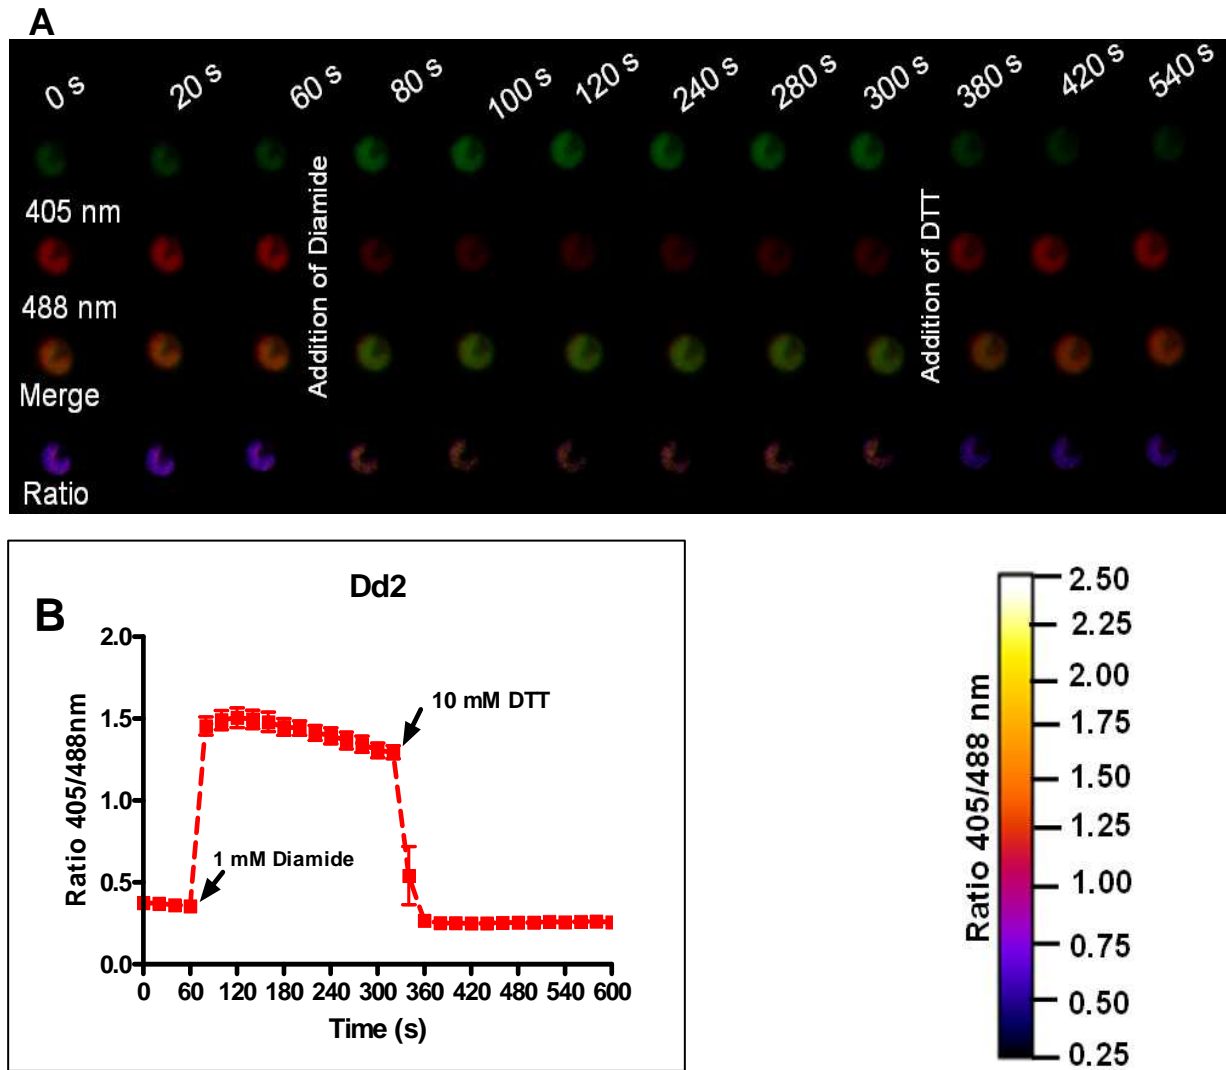 A
0 s
20 s
60 s
80 s
100 s
120 s
240 s
280 s
300 s
380 s
420 s
540 s
405 nm
488 nm
Merge
Ratio
Addition of Diamide
Addition of DTT
B
Dd2
Ratio 405/488nm
2.0
1.5
1.0
0.5
0.0
1 mM Diamide
10 mM DTT
0 60 120 180 240 300 360 420 480 540 600
Time (s)
Ratio 405/488 nm
2.50
2.25
2.00
1.75
1.50
1.25
1.00
0.75
0.50
0.25